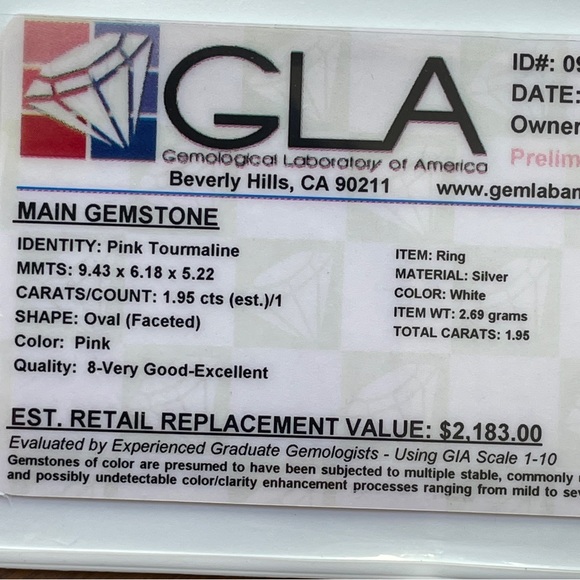 GLA
Gemological Laboratory of America
Beverly Hills, CA 90211
www.gemlaban
ID#: 09
DATE:
Owner
Prelim
MAIN GEMSTONE
IDENTITY: Pink Tourmaline
MMTS: 9.43 x 6.18 x 5.22
CARATS/COUNT: 1.95 cts (est.)/1
SHAPE: Oval (Faceted)
Color: Pink
Quality: 8-Very Good-Excellent
ITEM: Ring
MATERIAL: Silver
COLOR: White
ITEM WT: 2.69 grams
TOTAL CARATS: 1.95
EST. RETAIL REPLACEMENT VALUE: $2,183.00
Evaluated by Experienced Graduate Gemologists - Using GIA Scale 1-10
Gemstones of color are presumed to have been subjected to multiple stable, commonly
and possibly undetectable color/clarity enhancement processes ranging from mild to se